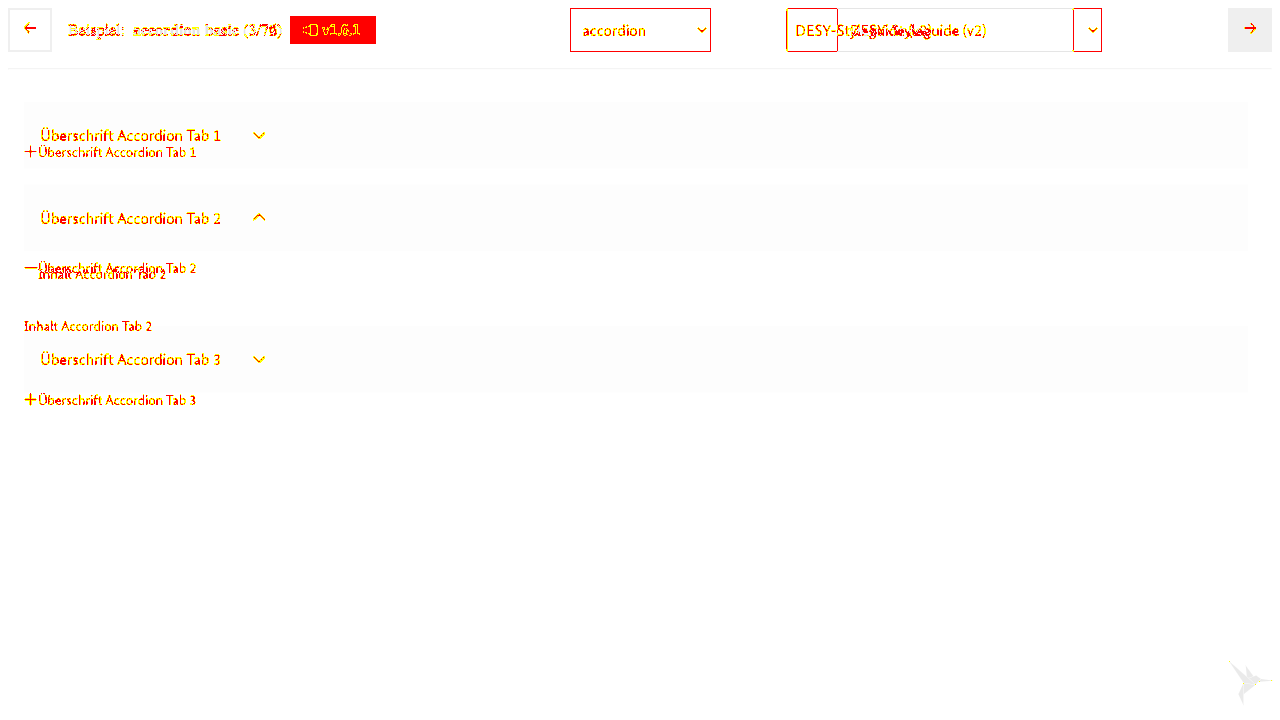 Beispiel: accordion basic v1.6.1
accordion
DESY-Styleguide (v2)
Überschrift Accordion Tab 1
Überschrift Accordion Tab 1
Überschrift Accordion Tab 2
Überschrift Accordion Tab 2
Inhalt Accordion Tab 2
Inhalt Accordion Tab 2
Überschrift Accordion Tab 3
Überschrift Accordion Tab 3